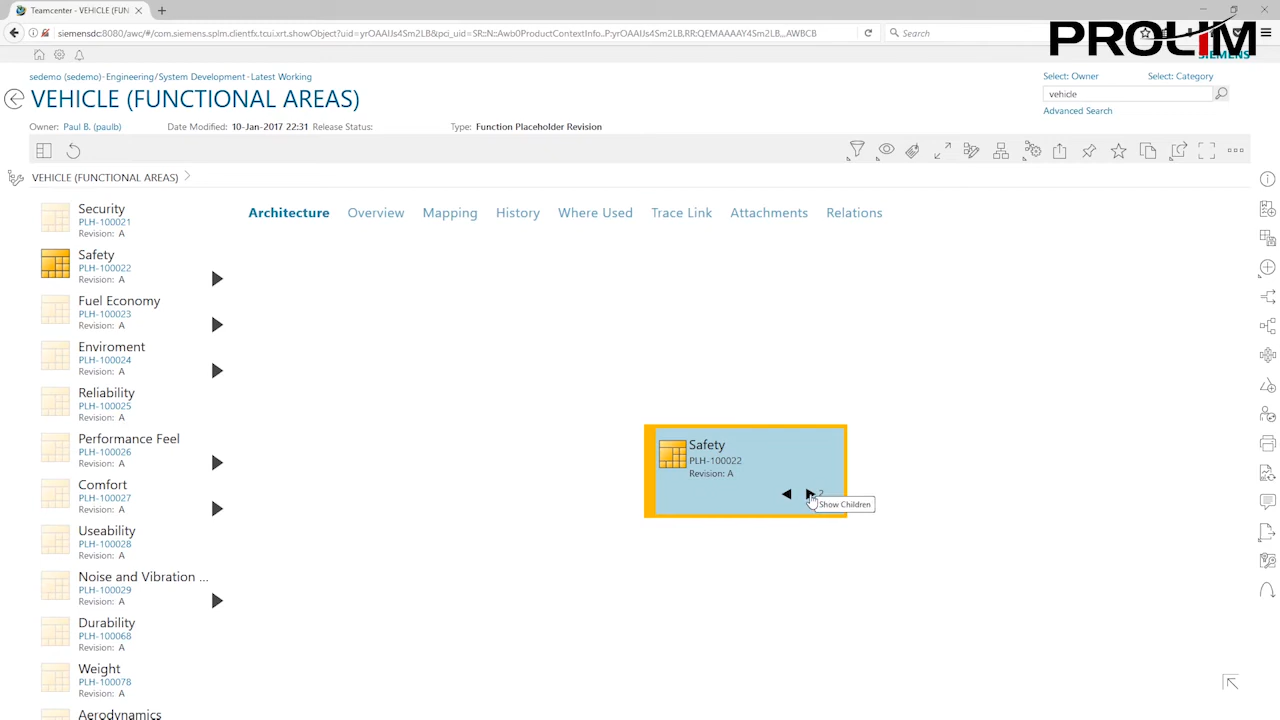 Teamcenter - VEHICLE (FUN
siemensdc:8080/awc/#/com.siemens.splm.clientfx.tcui.xrt.showObject?uid=yrOAAIJs4Sm2LB&pci_uid=SR::N::Awb0ProductContextInfo..P:yrOAAIJs4Sm2LB,RR:QEMAAAAY4Sm2LB...AWBCB
Search
PROLIM
SIEMENS
sedemo (sedemo) - Engineering/System Development - Latest Working
Select: Owner
Select: Category
VEHICLE (FUNCTIONAL AREAS)
vehicle
Advanced Search
Owner: Paul B. (paulb)
Date Modified: 10-Jan-2017 22:31 Release Status:
Type: Function Placeholder Revision
VEHICLE (FUNCTIONAL AREAS)
Architecture
Overview
Mapping
History
Where Used
Trace Link
Attachments
Relations
Security
PLH-100021
Revision: A
Safety
PLH-100022
Revision: A
Fuel Economy
PLH-100023
Revision: A
Enviroment
PLH-100024
Revision: A
Reliability
PLH-100025
Revision: A
Performance Feel
PLH-100026
Revision: A
Comfort
PLH-100027
Revision: A
Useability
PLH-100028
Revision: A
Noise and Vibration ...
PLH-100029
Revision: A
Durability
PLH-100068
Revision: A
Weight
PLH-100078
Revision: A
Aerodynamics
Safety
PLH-100022
Revision: A
2
Show Children